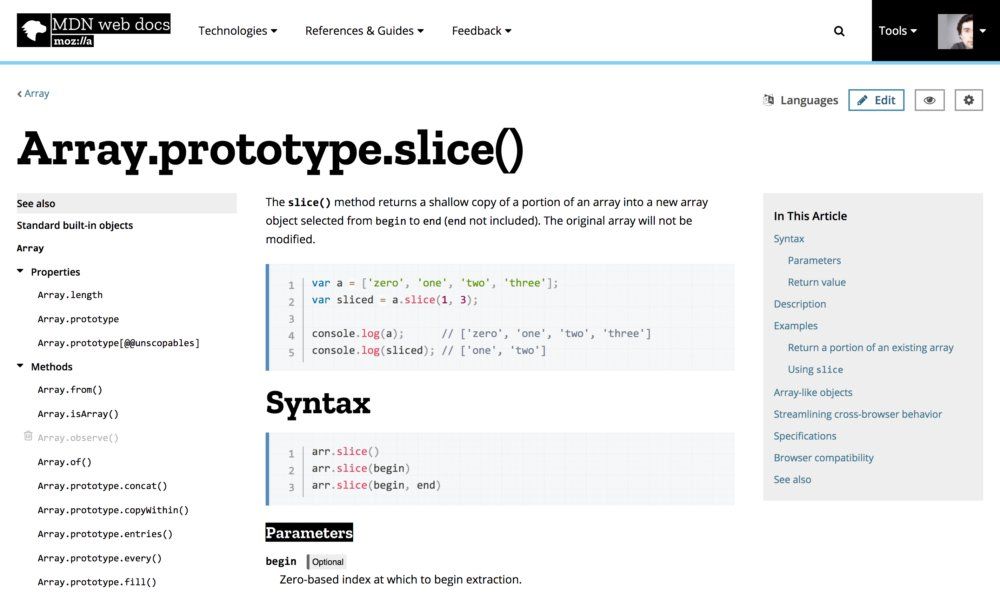 MDN web docs
moz://a
Technologies ▾
References & Guides ▾
Feedback ▾
Tools ▾
‹ Array
Languages
Edit
Array.prototype.slice()
See also
Standard built-in objects
Array
Properties
Array.length
Array.prototype
Array.prototype[@@unscopables]
Methods
Array.from()
Array.isArray()
Array.observe()
Array.of()
Array.prototype.concat()
Array.prototype.copyWithin()
Array.prototype.entries()
Array.prototype.every()
Array.prototype.fill()
The slice() method returns a shallow copy of a portion of an array into a new array
object selected from begin to end (end not included). The original array will not be
modified.
1 var a = ['zero', 'one', 'two', 'three'];
2 var sliced = a.slice(1, 3);
3
4 console.log(a);      // ['zero', 'one', 'two', 'three']
5 console.log(sliced); // ['one', 'two']
Syntax
1 arr.slice()
2 arr.slice(begin)
3 arr.slice(begin, end)
Parameters
begin Optional
Zero-based index at which to begin extraction.
In This Article
Syntax
Parameters
Return value
Description
Examples
Return a portion of an existing array
Using slice
Array-like objects
Streamlining cross-browser behavior
Specifications
Browser compatibility
See also